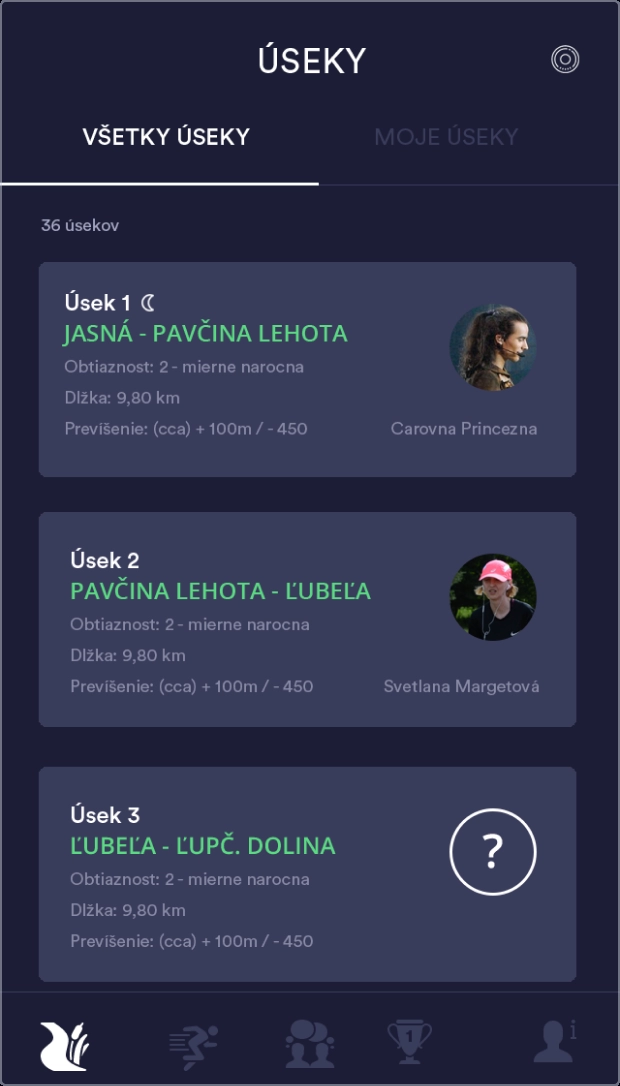 ÚSEKY
VŠETKY ÚSEKY
MOJE ÚSEKY
36 úsekov
Úsek 1
JASNÁ - PAVČINA LEHOTA
Obtiaznost: 2 - mierne narocna
Dlžka: 9,80 km
Prevíšenie: (cca) + 100m / - 450
Carovna Princezna
Úsek 2
PAVČINA LEHOTA - ĽUBEĽA
Obtiaznost: 2 - mierne narocna
Dlžka: 9,80 km
Prevíšenie: (cca) + 100m / - 450
Svetlana Margetová
Úsek 3
ĽUBEĽA - ĽUPČ. DOLINA
?
Obtiaznost: 2 - mierne narocna
Dlžka: 9,80 km
Prevíšenie: (cca) + 100m / - 450
1
i